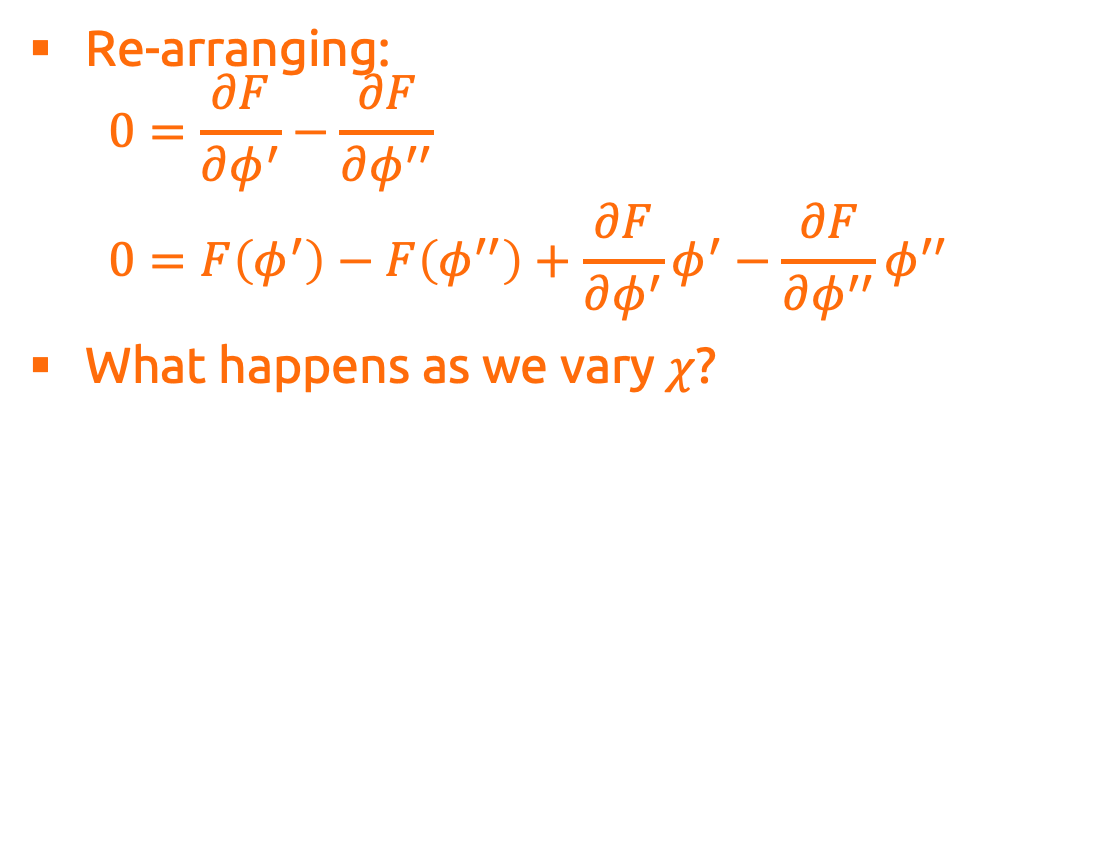 ▪ Re-arranging:
0 = ∂F/∂ϕ′ − ∂F/∂ϕ′′
0 = F(ϕ′) − F(ϕ′′) + ∂F/∂ϕ′ ϕ′ − ∂F/∂ϕ′′ ϕ′′
▪ What happens as we vary χ?